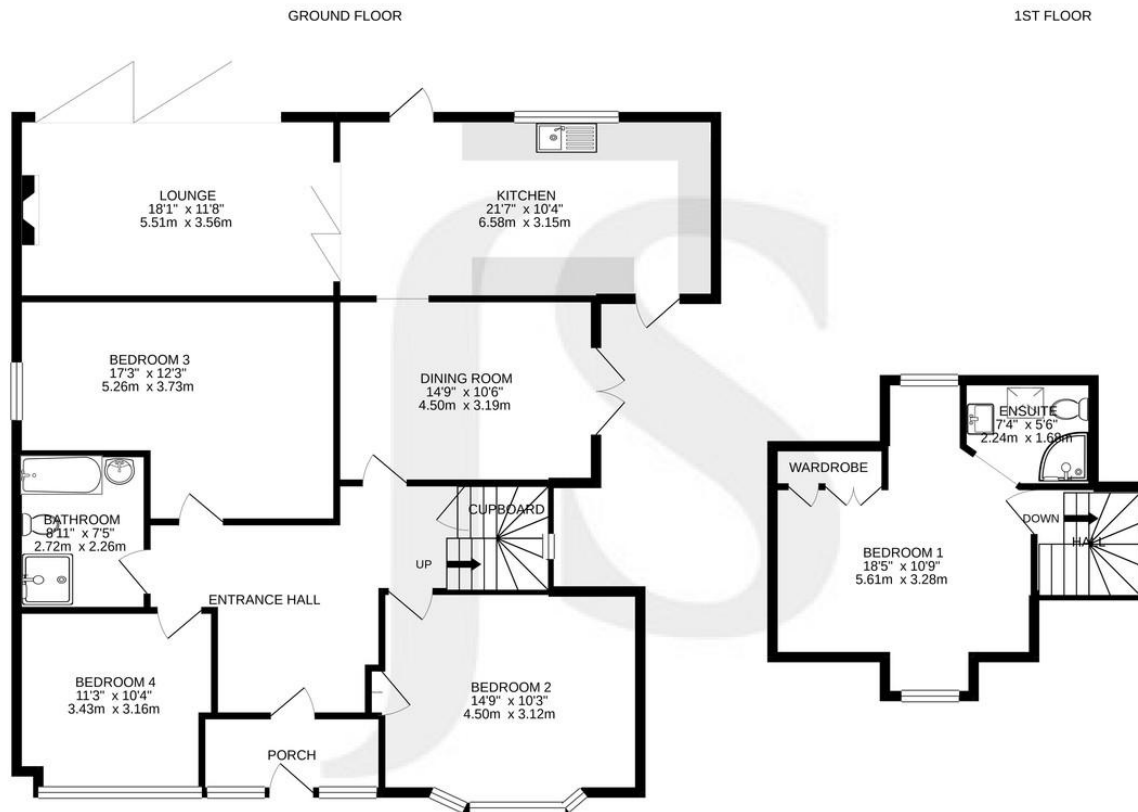 GROUND FLOOR
1ST FLOOR
LOUNGE
18'1" x 11'8"
5.51m x 3.56m
KITCHEN
21'7" x 10'4"
6.58m x 3.15m
BEDROOM 3
17'3" x 12'3"
5.26m x 3.73m
DINING ROOM
14'9" x 10'6"
4.50m x 3.19m
BATHROOM
8'11" x 7'5"
2.72m x 2.26m
CUPBOARD
UP
ENTRANCE HALL
BEDROOM 4
11'3" x 10'4"
3.43m x 3.16m
BEDROOM 2
14'9" x 10'3"
4.50m x 3.12m
PORCH
ENSUITE
7'4" x 5'6"
2.24m x 1.68m
WARDROBE
DOWN
HALL
BEDROOM 1
18'5" x 10'9"
5.61m x 3.28m
JS